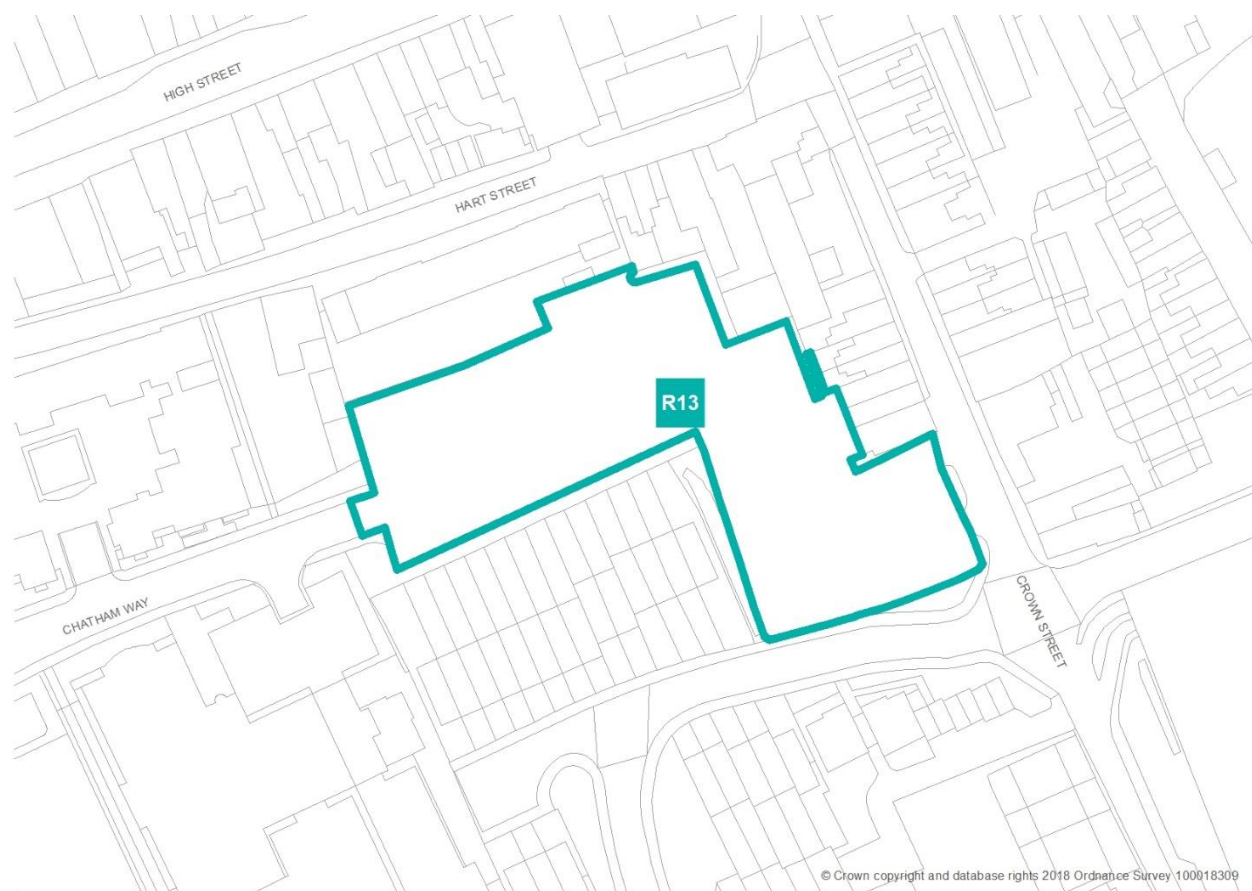 HIGH STREET
HART STREET
R13
CHATHAM WAY
CROWN STREET
© Crown copyright and database rights 2018 Ordnance Survey 100018309